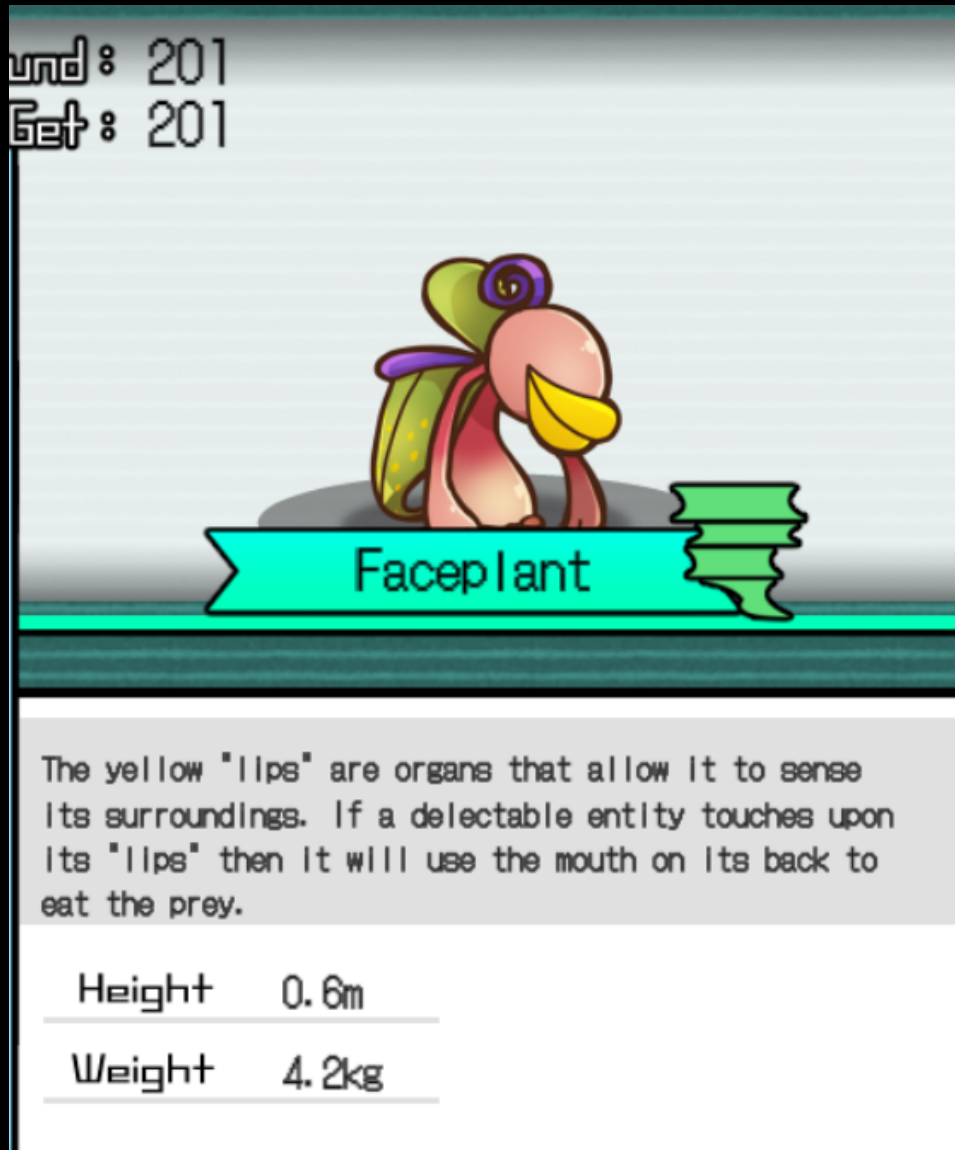 und: 201
Get: 201
Faceplant
The yellow "lips" are organs that allow it to sense
its surroundings. If a delectable entity touches upon
its "lips" then it will use the mouth on its back to
eat the prey.
Height 0.6m
Weight 4.2kg